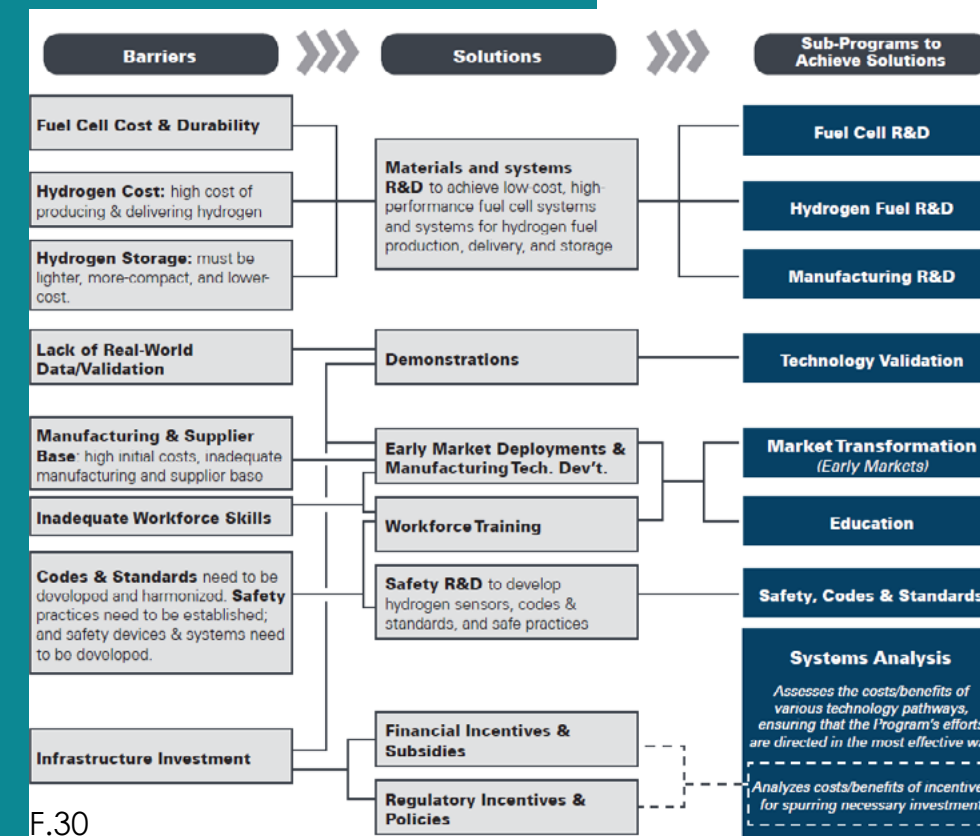 Barriers
Solutions
Sub-Programs to
Achieve Solutions
Fuel Cell Cost & Durability
Hydrogen Cost: high cost of
producing & delivering hydrogen
Hydrogen Storage: must be
lighter, more-compact, and lower-
cost.
Materials and systems
R&D to achieve low-cost, high-
performance fuel cell systems
and systems for hydrogen fuel
production, delivery, and storage
Fuel Cell R&D
Hydrogen Fuel R&D
Manufacturing R&D
Lack of Real-World
Data/Validation
Demonstrations
Technology Validation
Manufacturing & Supplier
Base: high initial costs, inadequate
manufacturing and supplier base
Early Market Deployments &
Manufacturing Tech. Dev't.
Market Transformation
(Early Markets)
Inadequate Workforce Skills
Workforce Training
Education
Codes & Standards need to be
developed and harmonized. Safety
practices need to be established;
and safety devices & systems need
to be developed.
Safety R&D to develop
hydrogen sensors, codes &
standards, and safe practices
Safety, Codes & Standards
Systems Analysis
Assesses the costs/benefits of
various technology pathways,
ensuring that the Program's efforts
are directed in the most effective
Infrastructure Investment
Financial Incentives &
Subsidies
Regulatory Incentives &
Policies
Analyzes costs/benefits of incentive
for spurring necessary investment
F.30